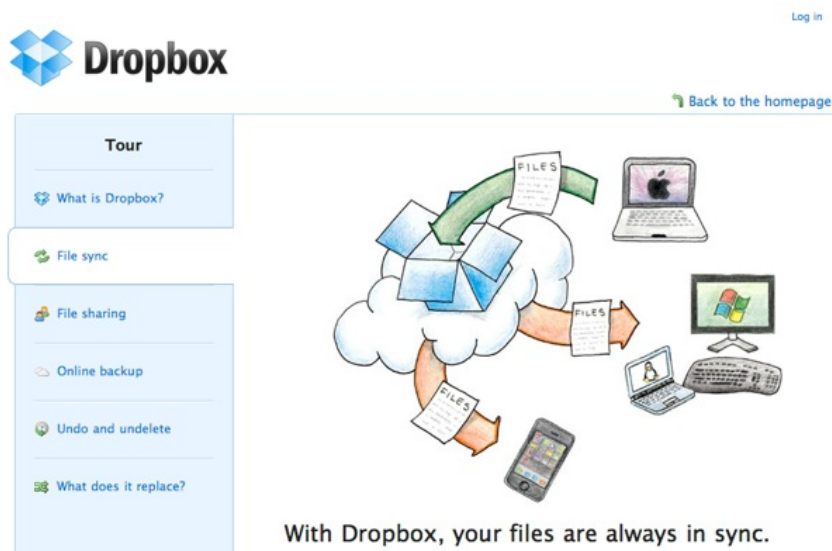 Log in
Dropbox
Back to the homepage
Tour
What is Dropbox?
File sync
File sharing
Online backup
Undo and undelete
What does it replace?
FILES
FILES
FILES
With Dropbox, your files are always in sync.